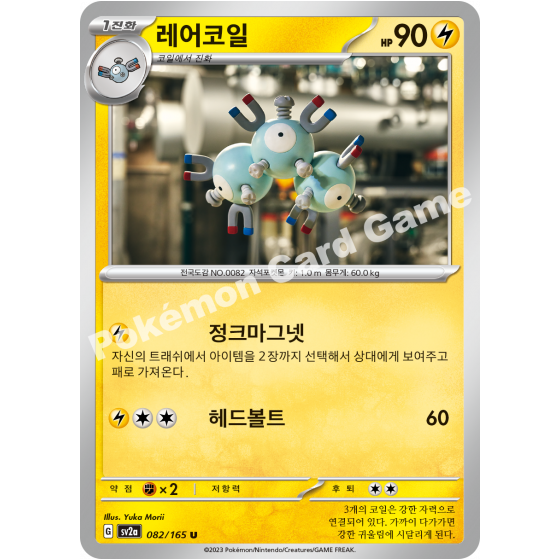 1진화
레어코일
HP 90
코일에서 진화
전국도감 NO.0082 자석포켓몬 키: 1.0 m 몸무게: 60.0 kg
Pokémon Card Game
정크마그넷
자신의 트래쉬에서 아이템을 2장까지 선택해서 상대에게 보여주고
패로 가져온다.
헤드볼트 60
약점 ×2 저항력 후퇴
Illus. Yuka Morii
G sv2a 082/165 U
3개의 코일은 강한 자력으로
연결되어 있다. 가까이 다가가면
강한 귀울림에 시달리게 된다.
©2023 Pokémon/Nintendo/Creatures/GAME FREAK.